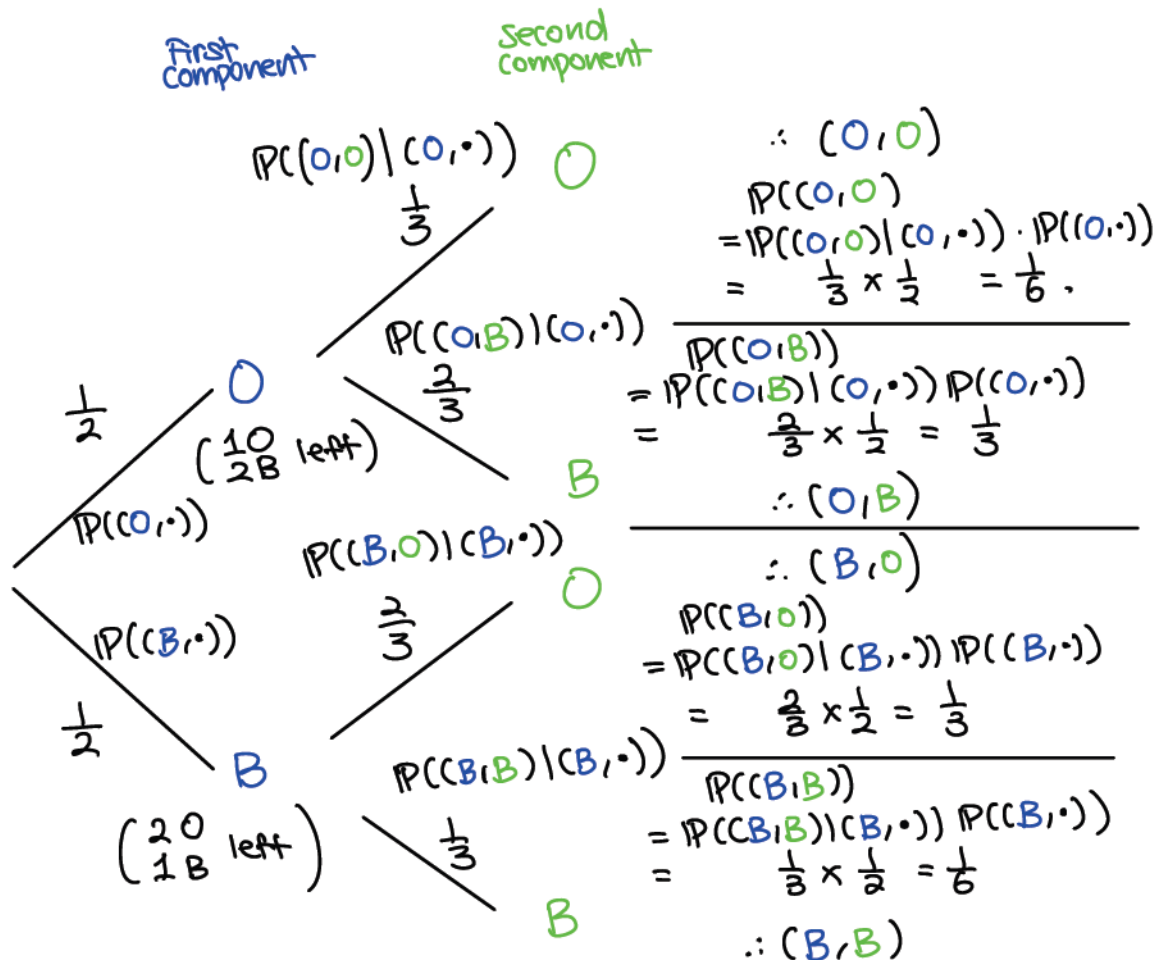 First component
Second component
P((O,O)|(O,•))
1/3
O
∴ (O,O)
P((O,O)
= P((O,O)|(O,•)) · P((O,•))
= 1/3 × 1/2 = 1/6 .
P((O,B)|(O,•))
2/3
P((O,B))
= P((O,B)|(O,•)) P((O,•))
= 2/3 × 1/2 = 1/3
∴ (O,B)
1/2
O
(1O 2B left)
B
P((O,•))
P((B,O)|(B,•))
2/3
O
∴ (B,O)
P((B,O))
= P((B,O)|(B,•)) P((B,•))
= 2/3 × 1/2 = 1/3
P((B,•))
1/2
B
(2O 1B left)
P((B,B)|(B,•))
1/3
B
P((B,B))
= P((B,B)|(B,•)) P((B,•))
= 1/3 × 1/2 = 1/6
∴ (B,B)